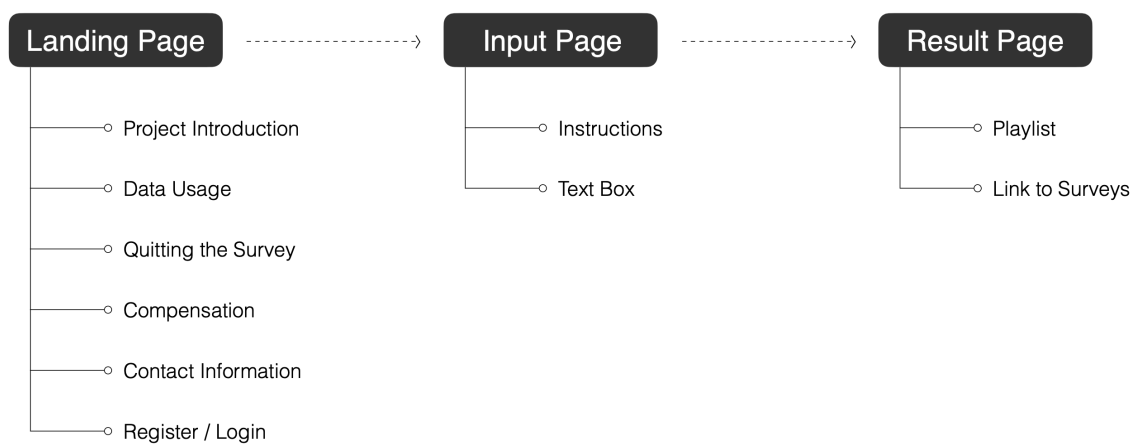 Landing Page
Project Introduction
Data Usage
Quitting the Survey
Compensation
Contact Information
Register / Login
Input Page
Instructions
Text Box
Result Page
Playlist
Link to Surveys